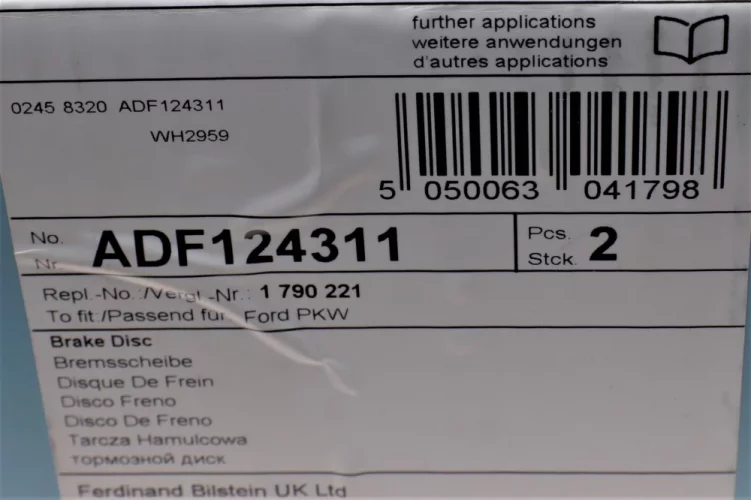 further applications
weitere anwendungen
d'autres applications
0245 8320 ADF124311
WH2959
5 050063 041798
No.
Nr. ADF124311
Pcs.
Stck. 2
Repl.-No./Vergl.-Nr.: 1 790 221
To fit:/Passend für: Ford PKW
Brake Disc
Bremsscheibe
Disque De Frein
Disco Freno
Disco De Freno
Tarcza Hamulcowa
тормозной диск
Ferdinand Bilstein UK Ltd